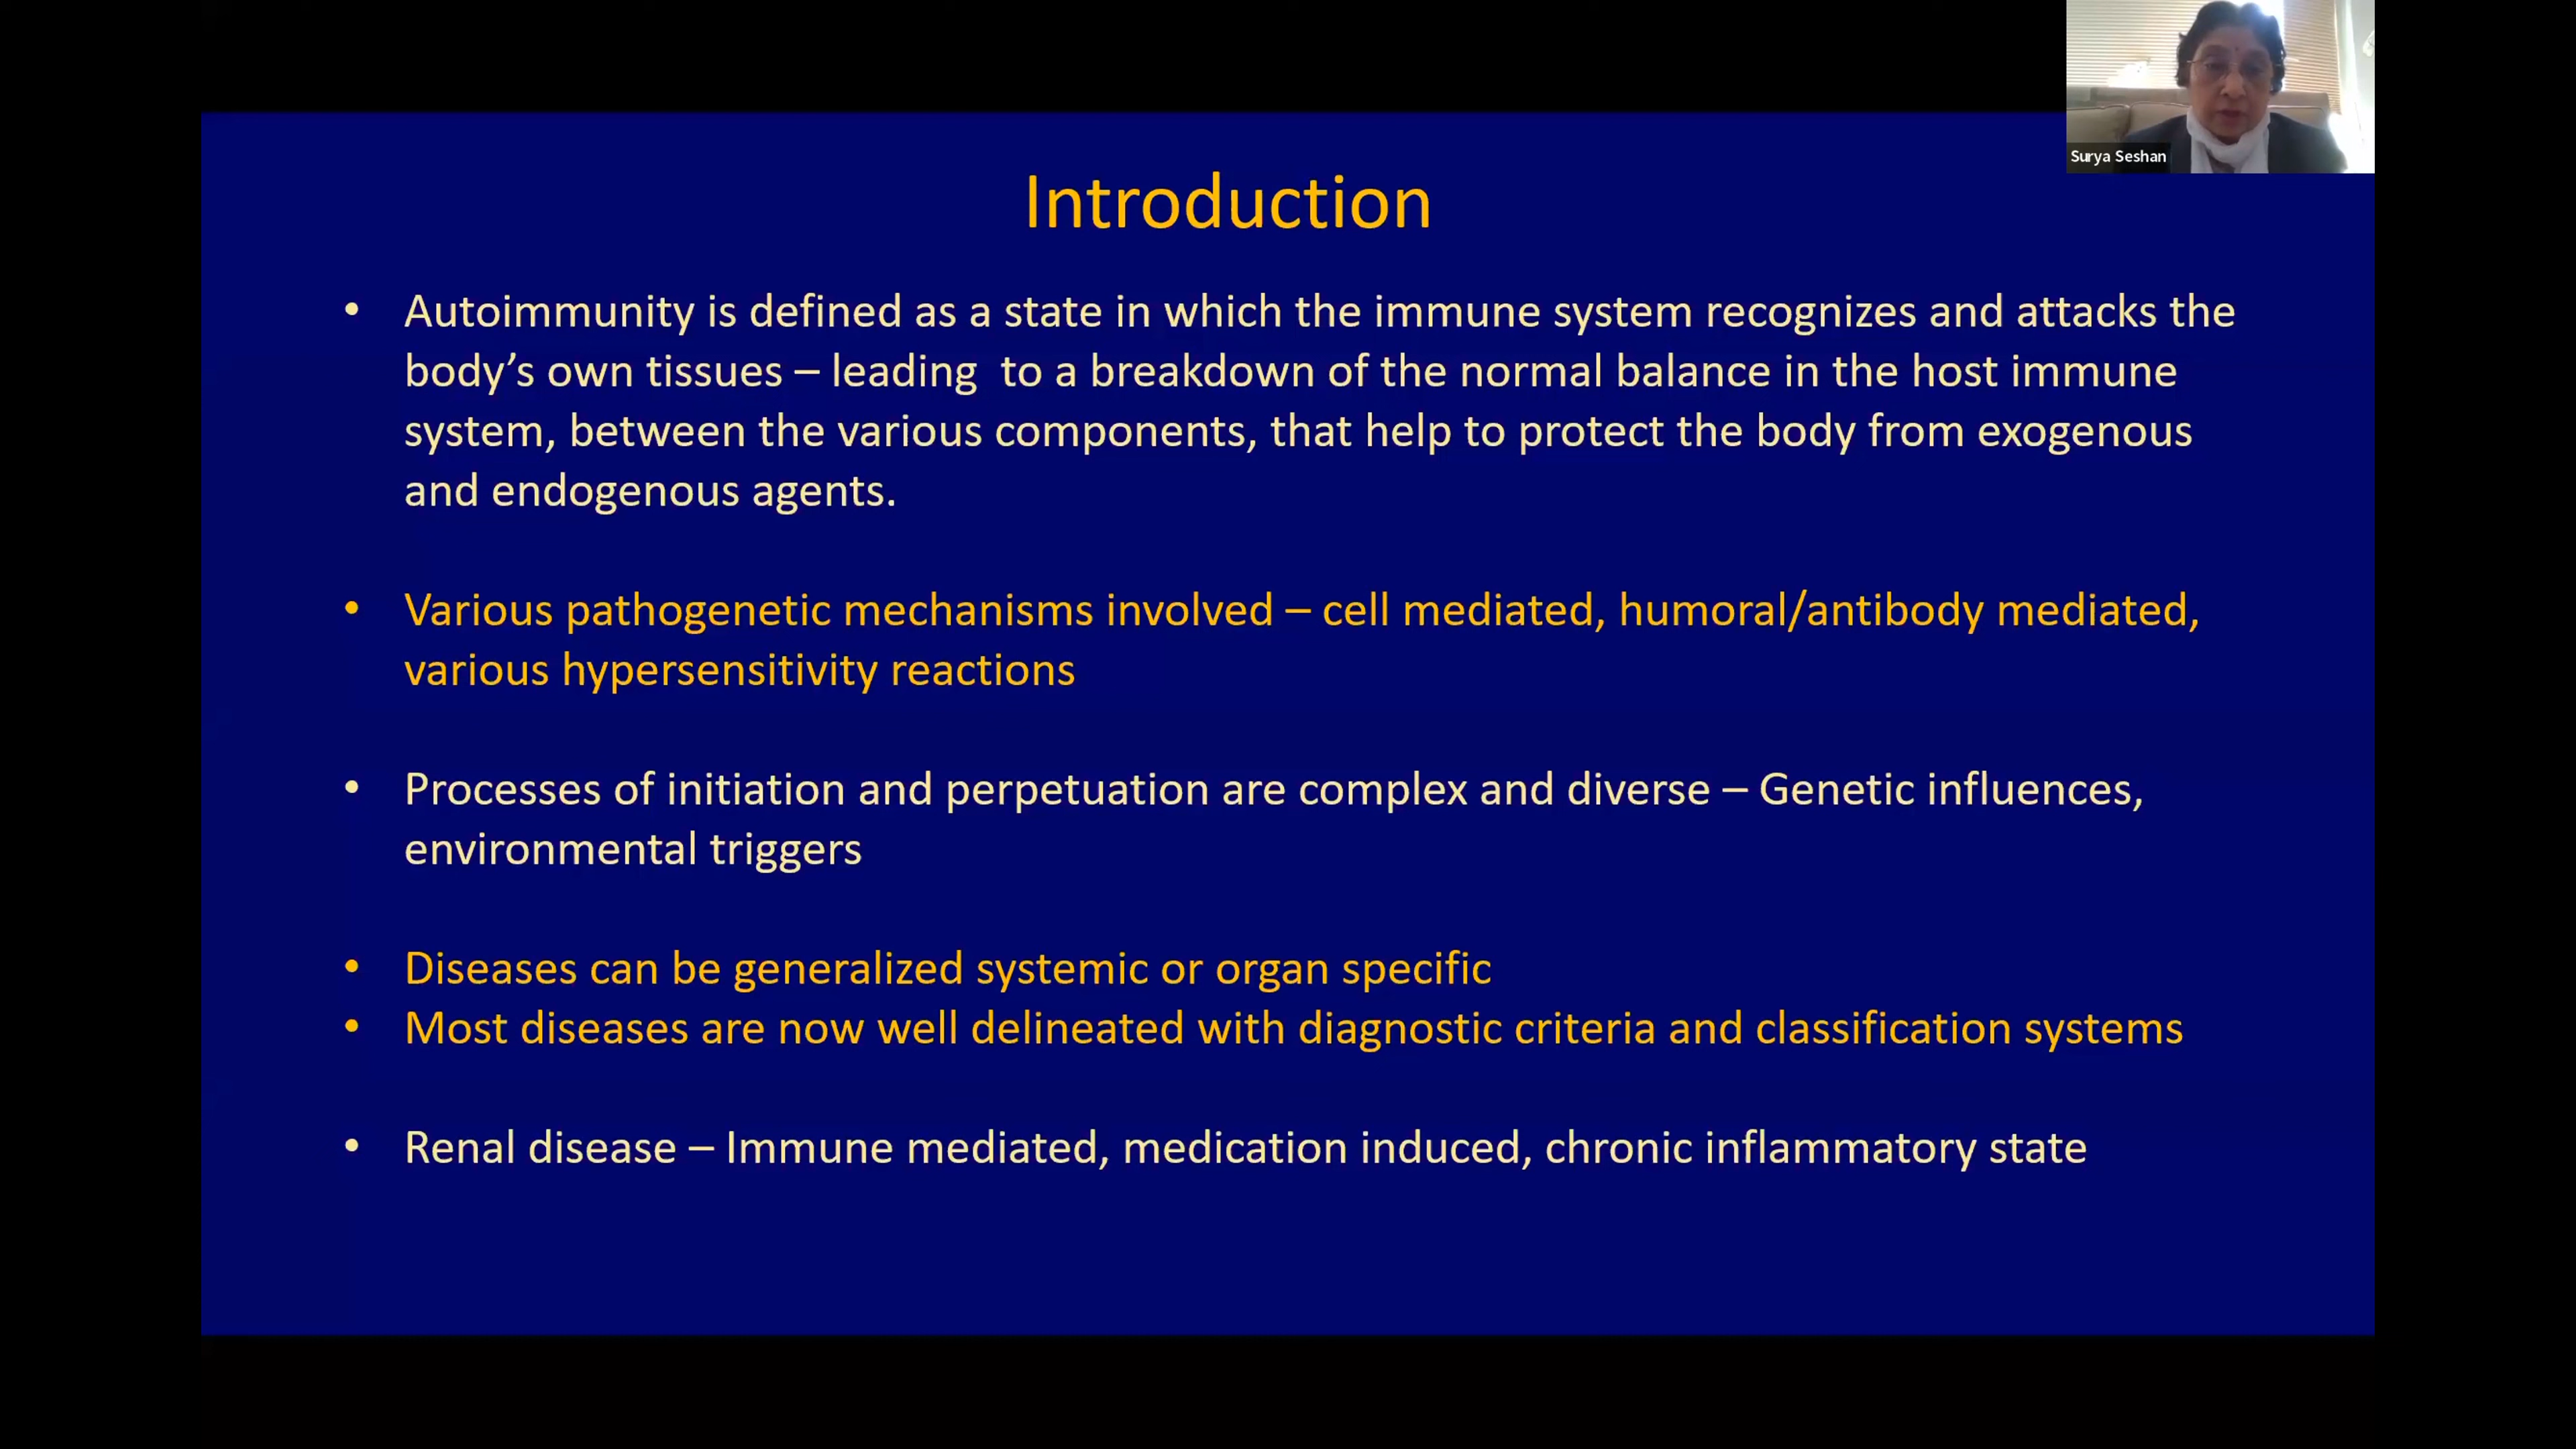 Surya Seshan
Introduction
• Autoimmunity is defined as a state in which the immune system recognizes and attacks the
body’s own tissues – leading  to a breakdown of the normal balance in the host immune
system, between the various components, that help to protect the body from exogenous
and endogenous agents.
• Various pathogenetic mechanisms involved – cell mediated, humoral/antibody mediated,
various hypersensitivity reactions
• Processes of initiation and perpetuation are complex and diverse – Genetic influences,
environmental triggers
• Diseases can be generalized systemic or organ specific
• Most diseases are now well delineated with diagnostic criteria and classification systems
• Renal disease – Immune mediated, medication induced, chronic inflammatory state